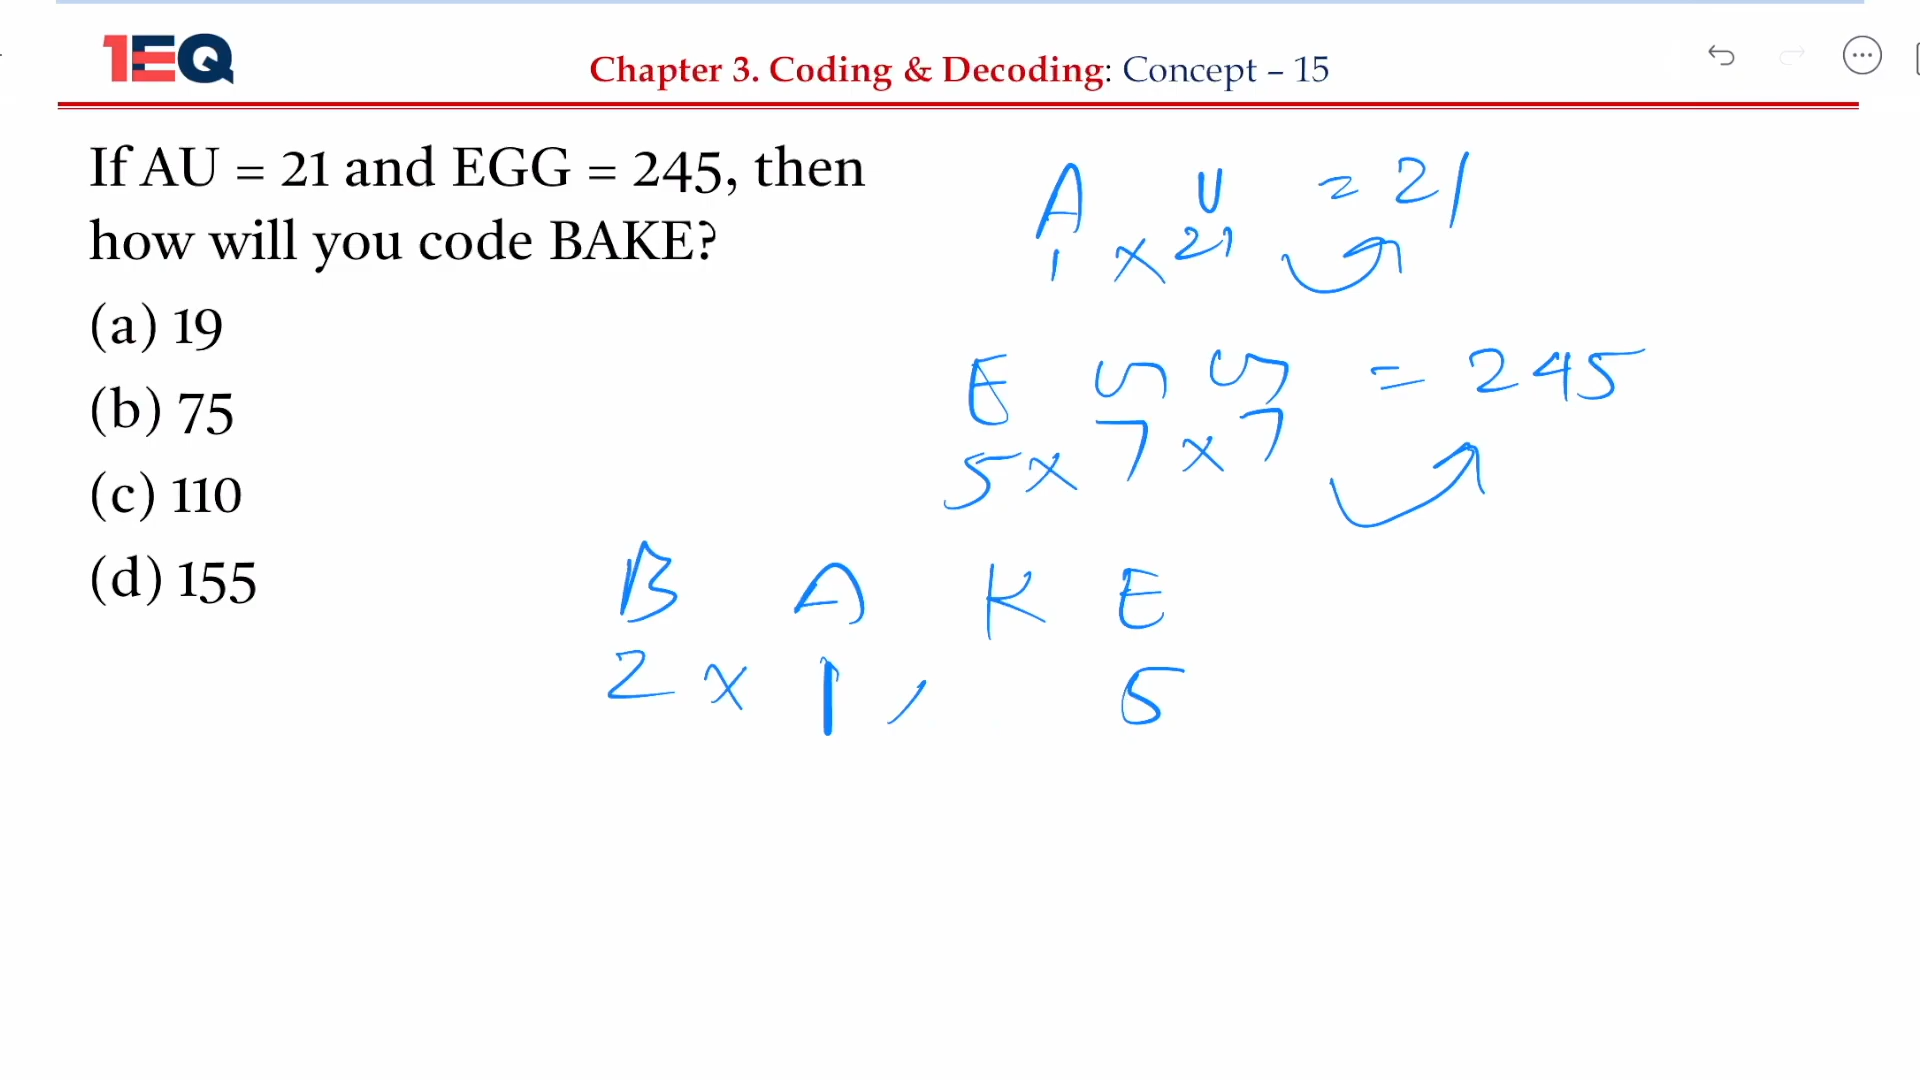 1EQ
Chapter 3. Coding & Decoding: Concept – 15
If AU = 21 and EGG = 245, then
how will you code BAKE?
(a) 19
(b) 75
(c) 110
(d) 155
A U = 21
1 × 21
E G G = 245
5 × 7 × 7
B A K E
2 × 1 5